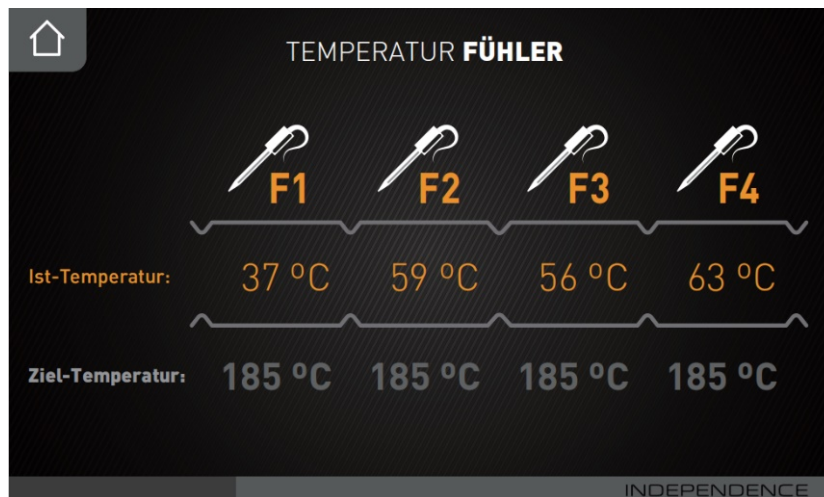 TEMPERATUR FÜHLER
F1 F2 F3 F4
Ist-Temperatur: 37 ºC 59 ºC 56 ºC 63 ºC
Ziel-Temperatur: 185 ºC 185 ºC 185 ºC 185 ºC
INDEPENDENCE